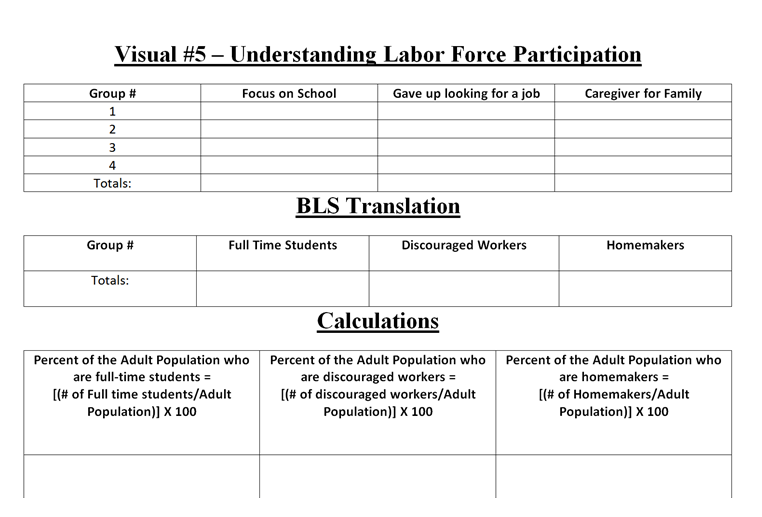 Visual #5 – Understanding Labor Force Participation
Group # Focus on School Gave up looking for a job Caregiver for Family
1
2
3
4
Totals:
BLS Translation
Group # Full Time Students Discouraged Workers Homemakers
Totals:
Calculations
Percent of the Adult Population who are full-time students = [(# of Full time students/Adult Population)] X 100
Percent of the Adult Population who are discouraged workers = [(# of discouraged workers/Adult Population)] X 100
Percent of the Adult Population who are homemakers = [(# of Homemakers/Adult Population)] X 100